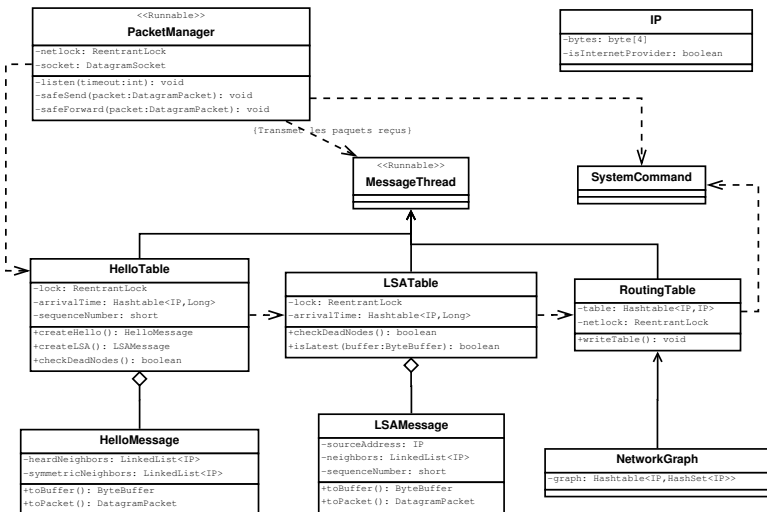 <<Runnable>>
PacketManager
-netlock: ReentrantLock
-socket: DatagramSocket
-listen(timeout:int): void
-safeSend(packet:DatagramPacket): void
-safeForward(packet:DatagramPacket): void
IP
-bytes: byte[4]
-isInternetProvider: boolean
{Transmet les paquets reçus}
<<Runnable>>
MessageThread
SystemCommand
HelloTable
-lock: ReentrantLock
-arrivalTime: Hashtable<IP,Long>
-sequenceNumber: short
+createHello(): HelloMessage
+createLSA(): LSAMessage
+checkDeadNodes(): boolean
LSATable
-lock: ReentrantLock
-arrivalTime: Hashtable<IP,Long>
+checkDeadNodes(): boolean
+isLatest(buffer:ByteBuffer): boolean
RoutingTable
-table: Hashtable<IP,IP>
-netlock: ReentrantLock
+writeTable(): void
HelloMessage
-heardNeighbors: LinkedList<IP>
-symmetricNeighbors: LinkedList<IP>
+toBuffer(): ByteBuffer
+toPacket(): DatagramPacket
LSAMessage
-sourceAddress: IP
-neighbors: LinkedList<IP>
-sequenceNumber: short
+toBuffer(): ByteBuffer
+toPacket(): DatagramPacket
NetworkGraph
-graph: Hashtable<IP,HashSet<IP>>